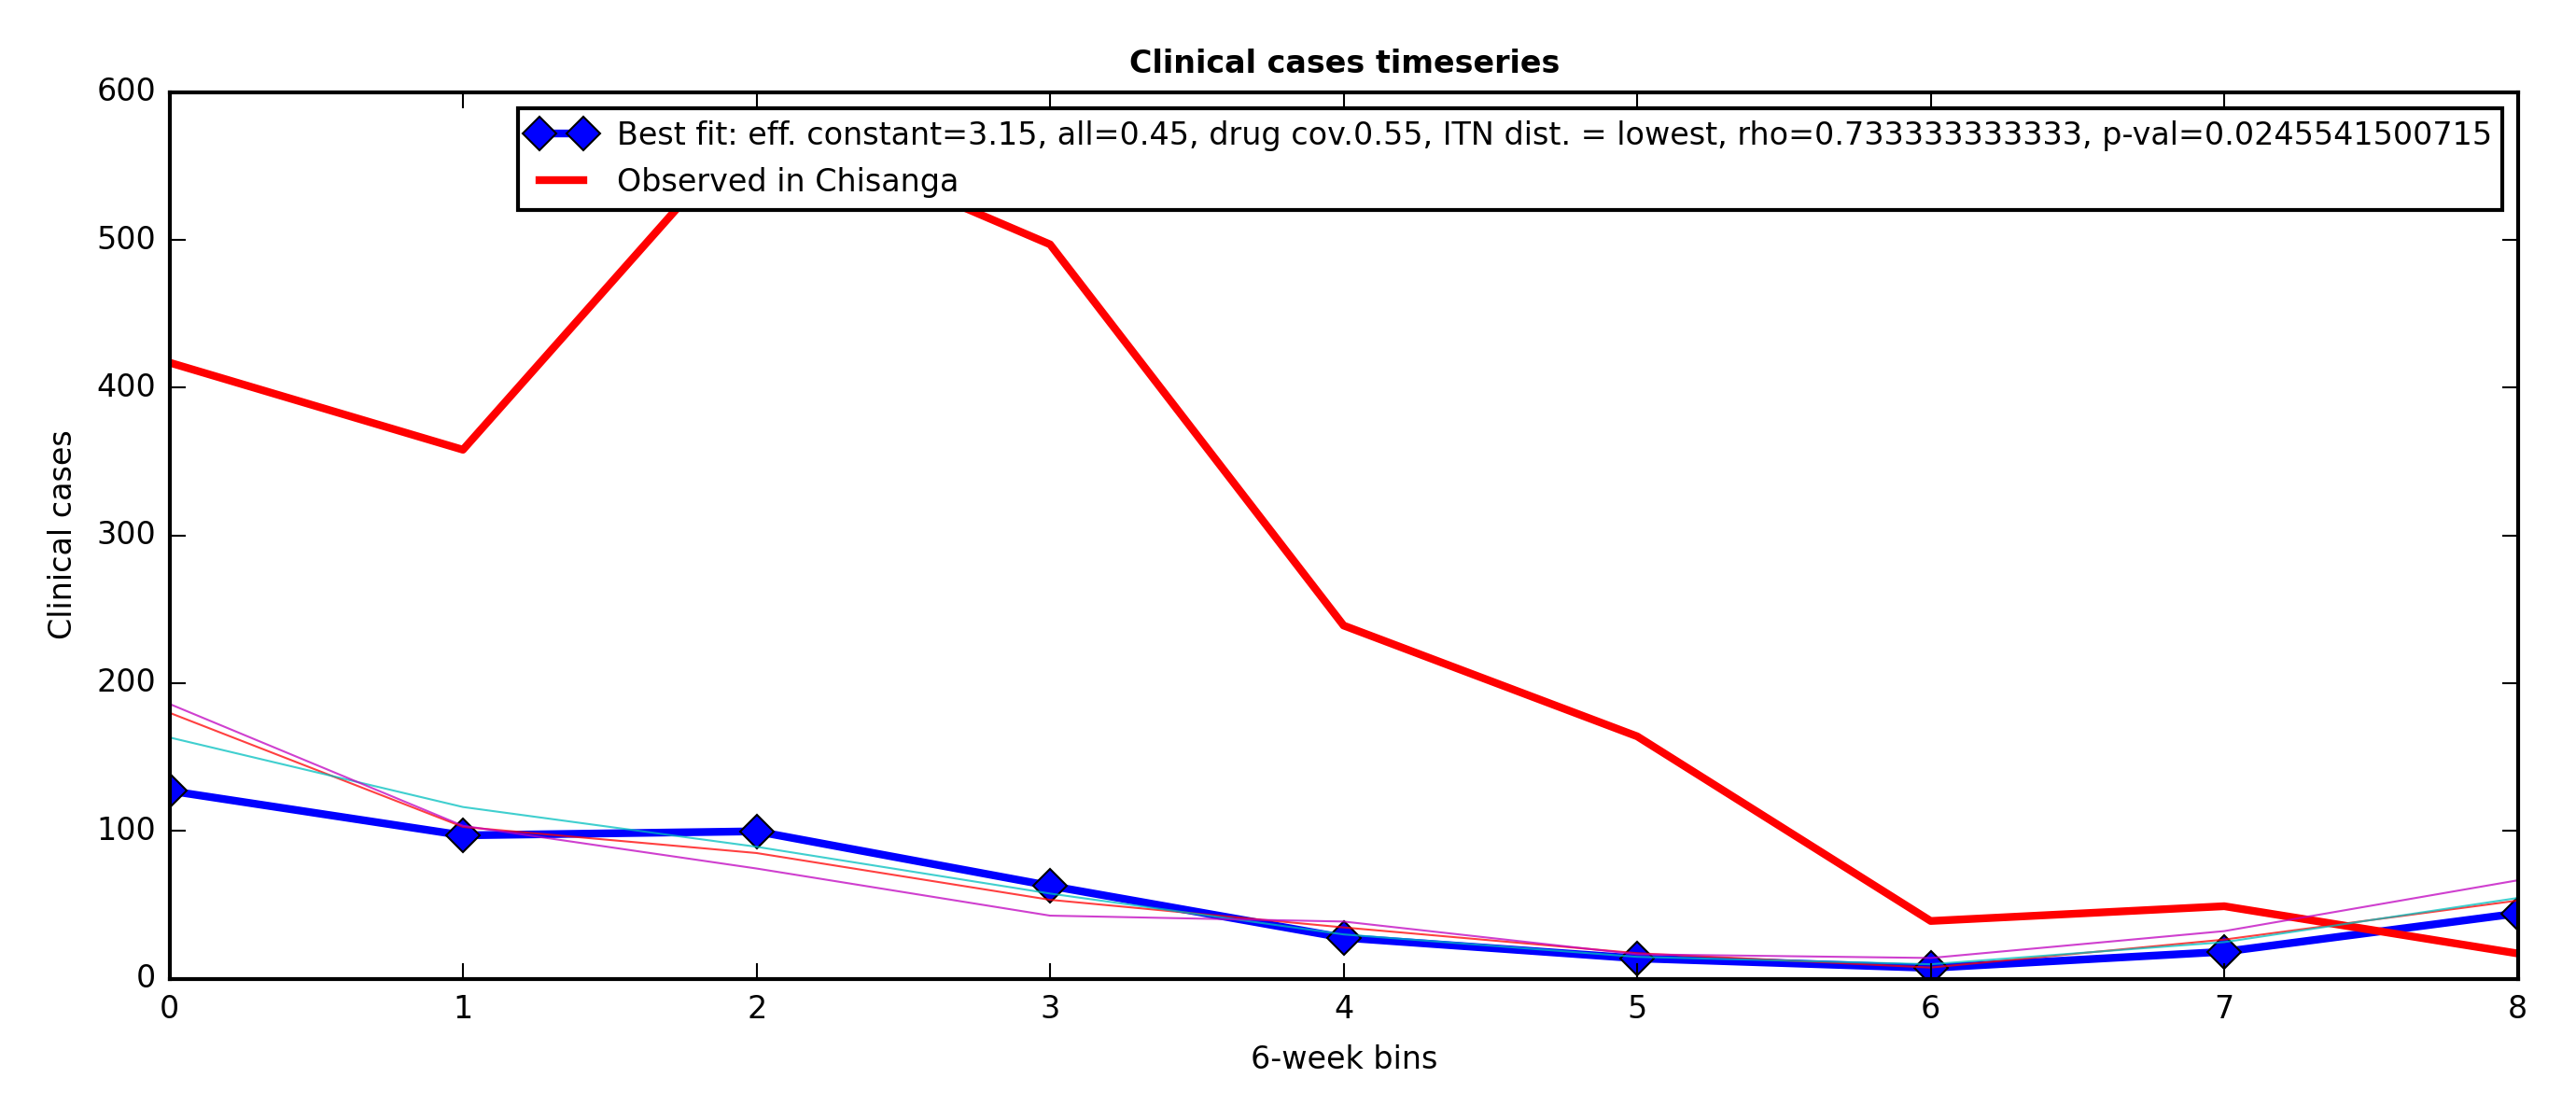 Clinical cases timeseries
600
500
400
300
200
100
0
Clinical cases
Best fit: eff. constant=3.15, all=0.45, drug cov.0.55, ITN dist. = lowest, rho=0.733333333333, p-val=0.0245541500715
Observed in Chisanga
0 1 2 3 4 5 6 7 8
6-week bins